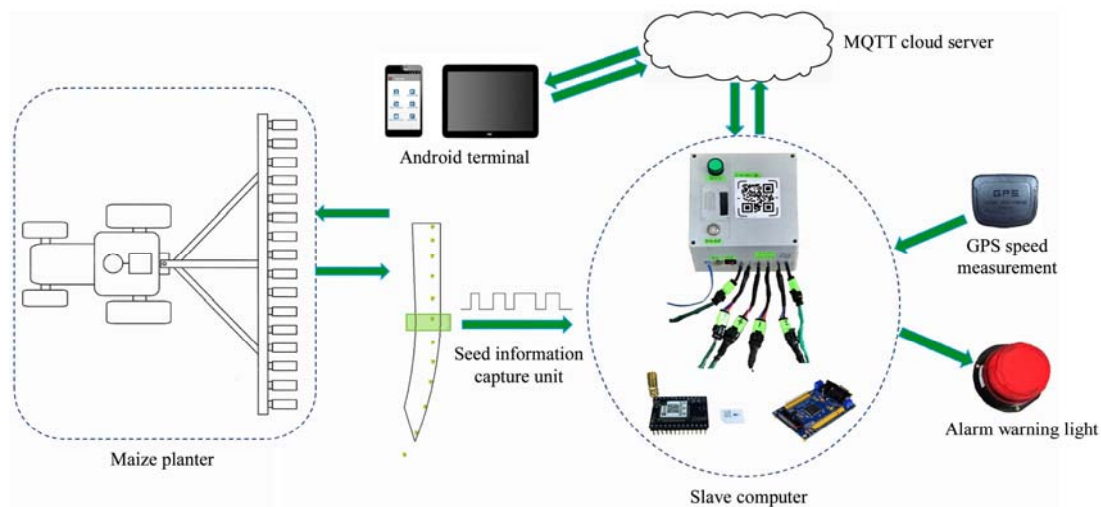 MQTT cloud server
Android terminal
GPS
GPS speed
measurement
Seed information
capture unit
Alarm warning light
Maize planter
Slave computer